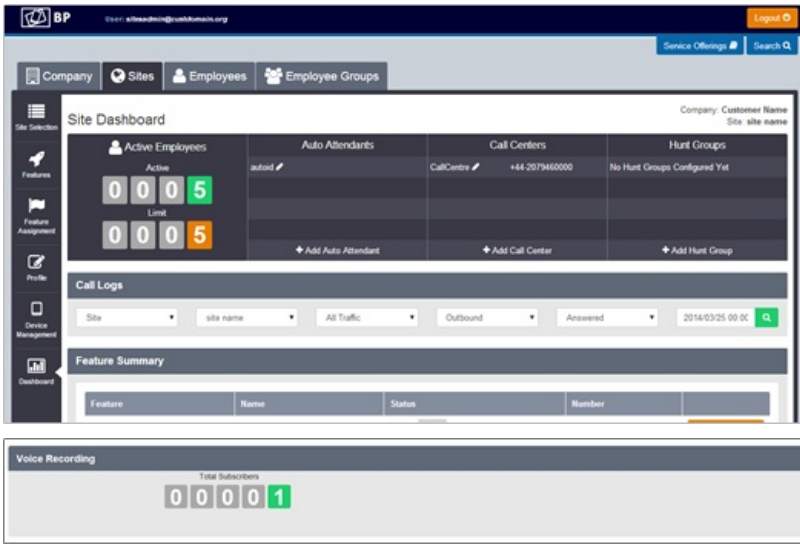 BP User: siteadmin@custdomain.org Logout
Service Offerings Search
Company Sites Employees Employee Groups
Site Selection
Features
Feature Assignment
Profile
Device Management
Dashboard
Site Dashboard
Company: Customer Name
Site: site name
Active Employees
Active
0 0 0 5
Limit
0 0 0 5
Auto Attendants
autoid
Add Auto Attendant
Call Centers
CallCentre +44-2079460000
Add Call Center
Hunt Groups
No Hunt Groups Configured Yet
Add Hunt Group
Call Logs
Site site name All Traffic Outbound Answered 2014/03/25 00:0
Feature Summary
Feature Name Status Number
Voice Recording
Total Subscribers
0 0 0 0 1